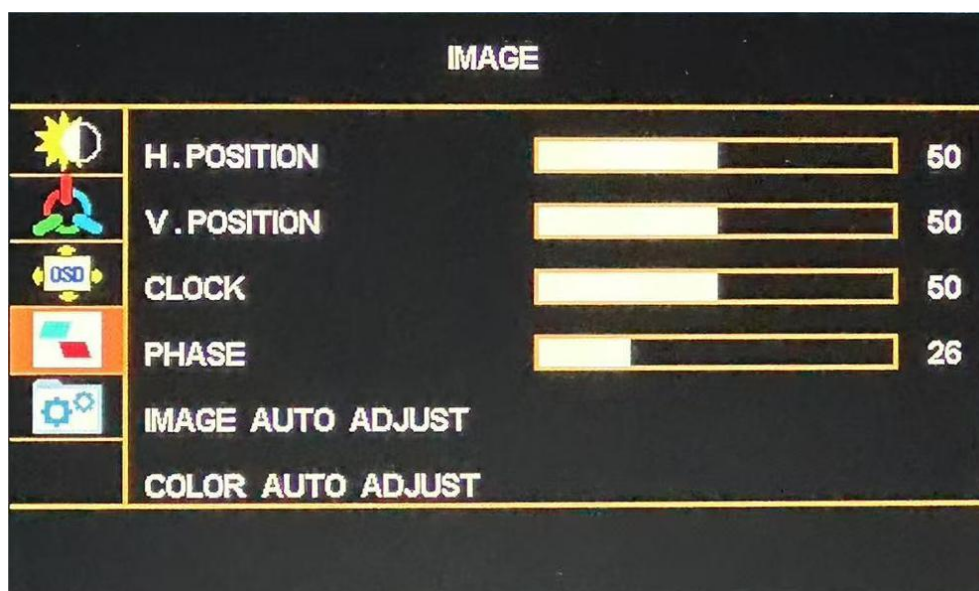 IMAGE
H.POSITION 50
V.POSITION 50
OSD
CLOCK 50
PHASE 26
IMAGE AUTO ADJUST
COLOR AUTO ADJUST